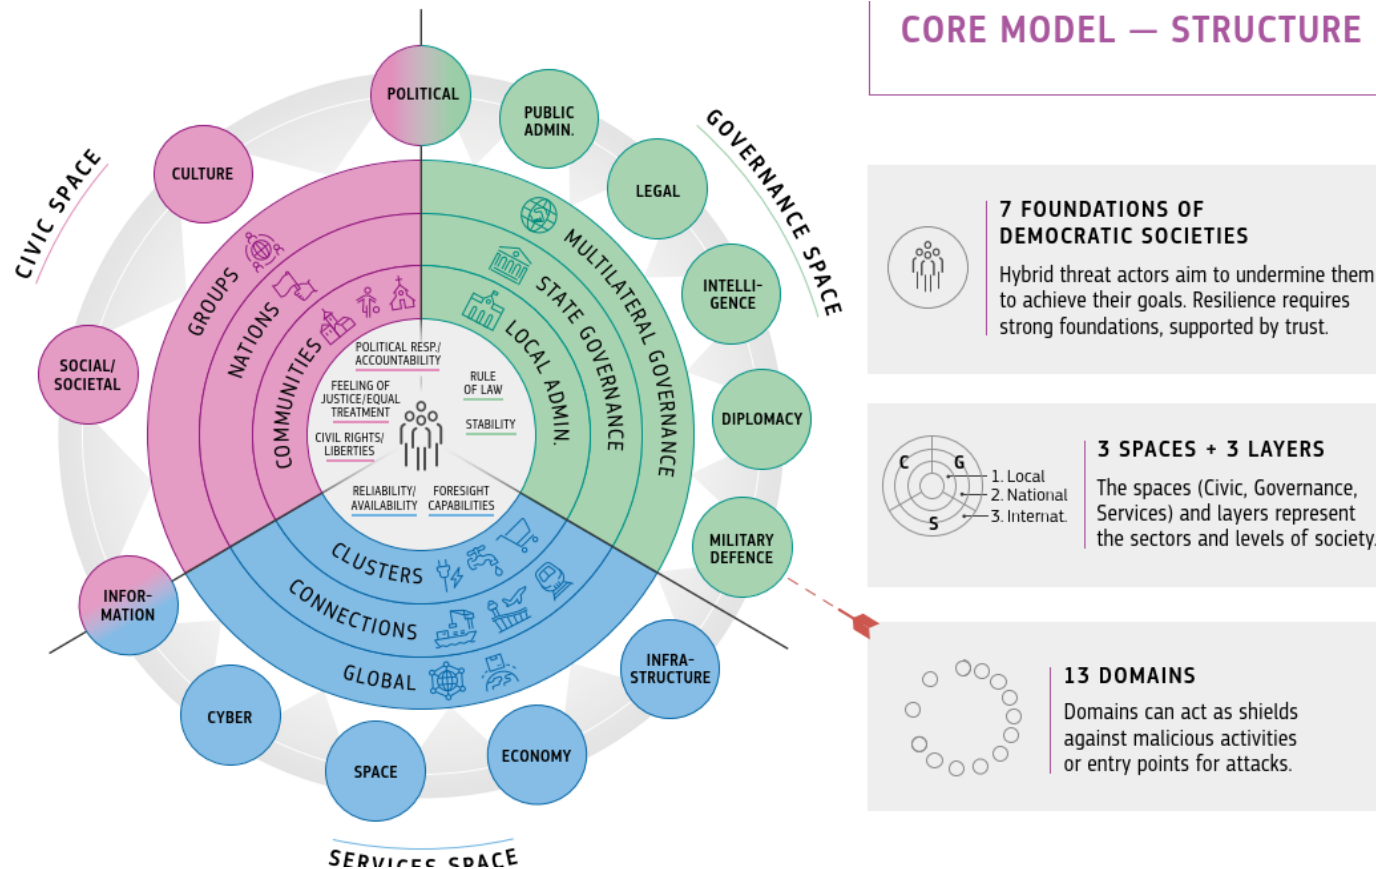 CORE MODEL — STRUCTURE
CIVIC SPACE
GOVERNANCE SPACE
SERVICES SPACE
POLITICAL
PUBLIC
ADMIN.
LEGAL
INTELLI-
GENCE
DIPLOMACY
MILITARY
DEFENCE
INFRA-
STRUCTURE
ECONOMY
SPACE
CYBER
INFOR-
MATION
SOCIAL/
SOCIETAL
CULTURE
GROUPS
NATIONS
COMMUNITIES
MULTILATERAL GOVERNANCE
STATE GOVERNANCE
LOCAL ADMIN.
CLUSTERS
CONNECTIONS
GLOBAL
POLITICAL RESP./
ACCOUNTABILITY
FEELING OF
JUSTICE/EQUAL
TREATMENT
CIVIL RIGHTS/
LIBERTIES
RULE
OF LAW
STABILITY
RELIABILITY/
AVAILABILITY
FORESIGHT
CAPABILITIES
7 FOUNDATIONS OF
DEMOCRATIC SOCIETIES
Hybrid threat actors aim to undermine them
to achieve their goals. Resilience requires
strong foundations, supported by trust.
C
G
S
1. Local
2. National
3. Internat.
3 SPACES + 3 LAYERS
The spaces (Civic, Governance,
Services) and layers represent
the sectors and levels of society.
13 DOMAINS
Domains can act as shields
against malicious activities
or entry points for attacks.